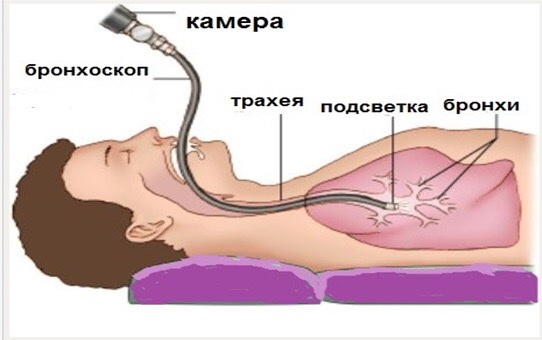 камера
бронхоскоп
трахея
подсветка
бронхи